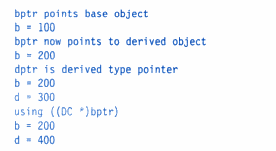 bptr points base object
b = 100
bptr now points to derived object
b = 200
dptr is derived type pointer
b = 200
d = 300
using ((DC *)bptr)
b = 200
d = 400